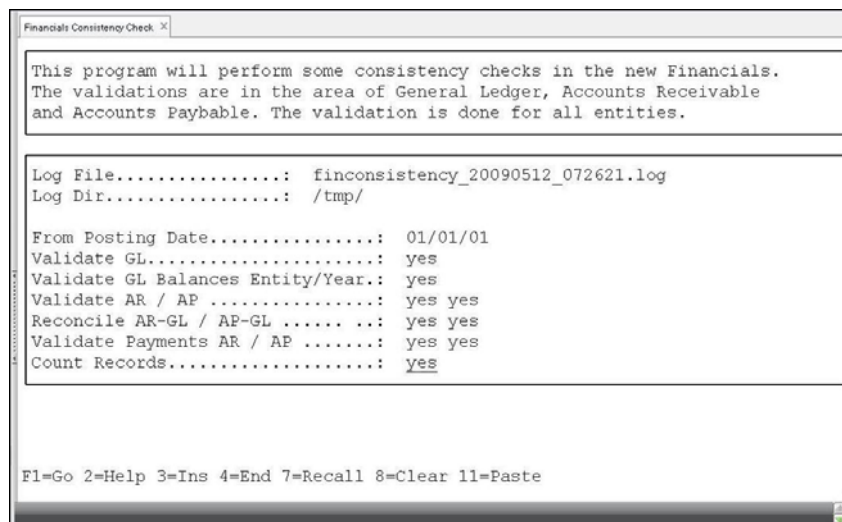 Financials Consistency Check X
This program will perform some consistency checks in the new Financials.
The validations are in the area of General Ledger, Accounts Receivable
and Accounts Paybable. The validation is done for all entities.
Log File................: finconsistency_20090512_072621.log
Log Dir.................: /tmp/
From Posting Date................: 01/01/01
Validate GL......................: yes
Validate GL Balances Entity/Year.: yes
Validate AR / AP ................: yes yes
Reconcile AR-GL / AP-GL ...... ..: yes yes
Validate Payments AR / AP .......: yes yes
Count Records....................: yes
F1=Go 2=Help 3=Ins 4=End 7=Recall 8=Clear 11=Paste